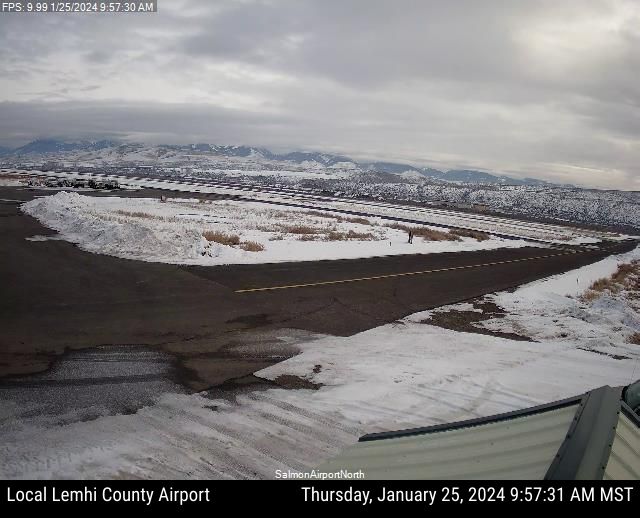 FPS: 9.99 1/25/2024 9:57:30 AM
SalmonAirportNorth
Local Lemhi County Airport Thursday, January 25, 2024 9:57:31 AM MST